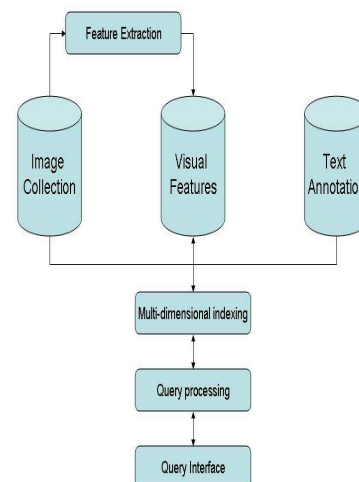 Feature Extraction
Image
Collection
Visual
Features
Text
Annotatio
Multi-dimensional indexing
Query processing
Query Interface